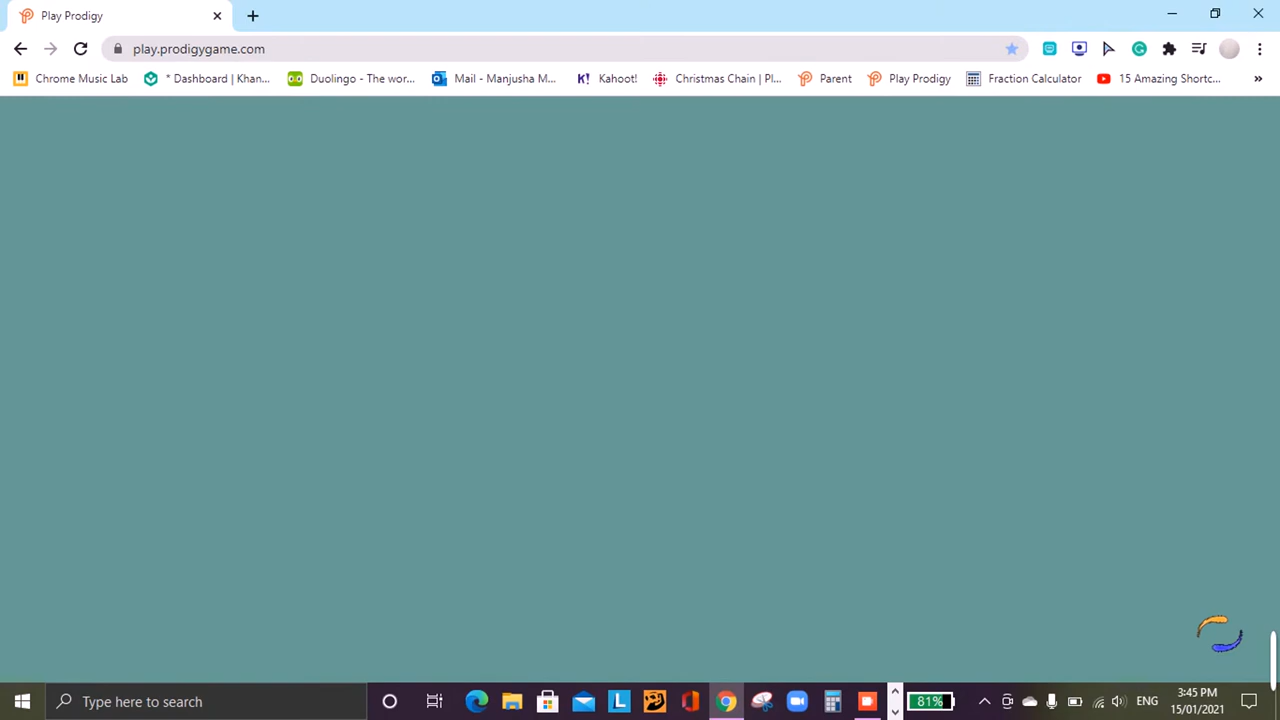 Play Prodigy
play.prodigygame.com
Chrome Music Lab
* Dashboard | Khan...
Duolingo - The wor...
Mail - Manjusha M...
K! Kahoot!
Christmas Chain | Pl...
Parent
Play Prodigy
Fraction Calculator
15 Amazing Shortc...
»
Type here to search
L
81%
ENG
3:45 PM
15/01/2021